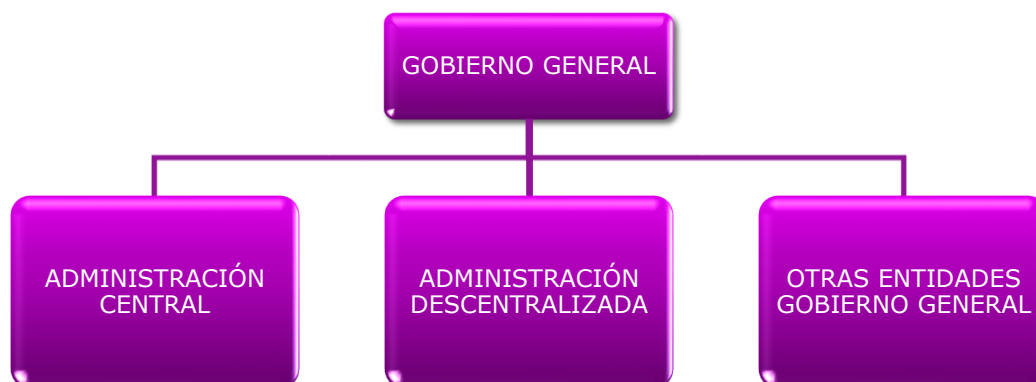 GOBIERNO GENERAL
ADMINISTRACIÓN
CENTRAL
ADMINISTRACIÓN
DESCENTRALIZADA
OTRAS ENTIDADES
GOBIERNO GENERAL